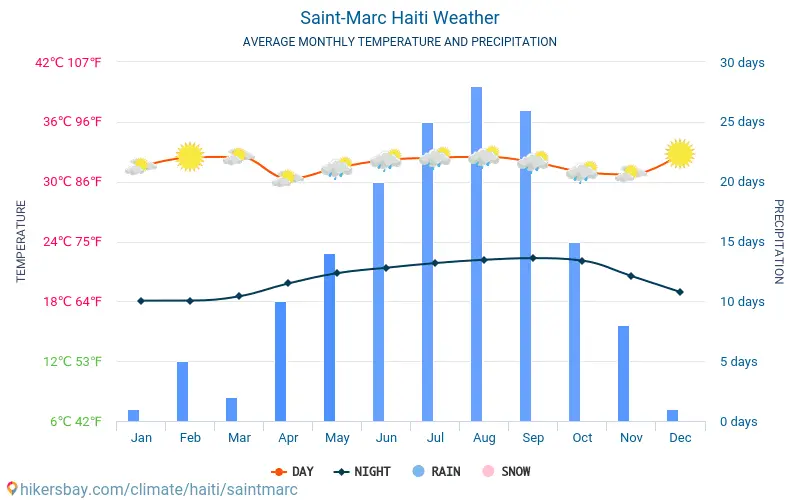 Saint-Marc Haiti Weather
AVERAGE MONTHLY TEMPERATURE AND PRECIPITATION
42℃ 107℉ 30 days
36℃ 96℉ 25 days
30℃ 86℉ 20 days
24℃ 75℉ 15 days
18℃ 64℉ 10 days
12℃ 53℉ 5 days
6℃ 42℉ 0 days
TEMPERATURE
PRECIPITATION
Jan Feb Mar Apr May Jun Jul Aug Sep Oct Nov Dec
DAY NIGHT RAIN SNOW
hikersbay.com/climate/haiti/saintmarc